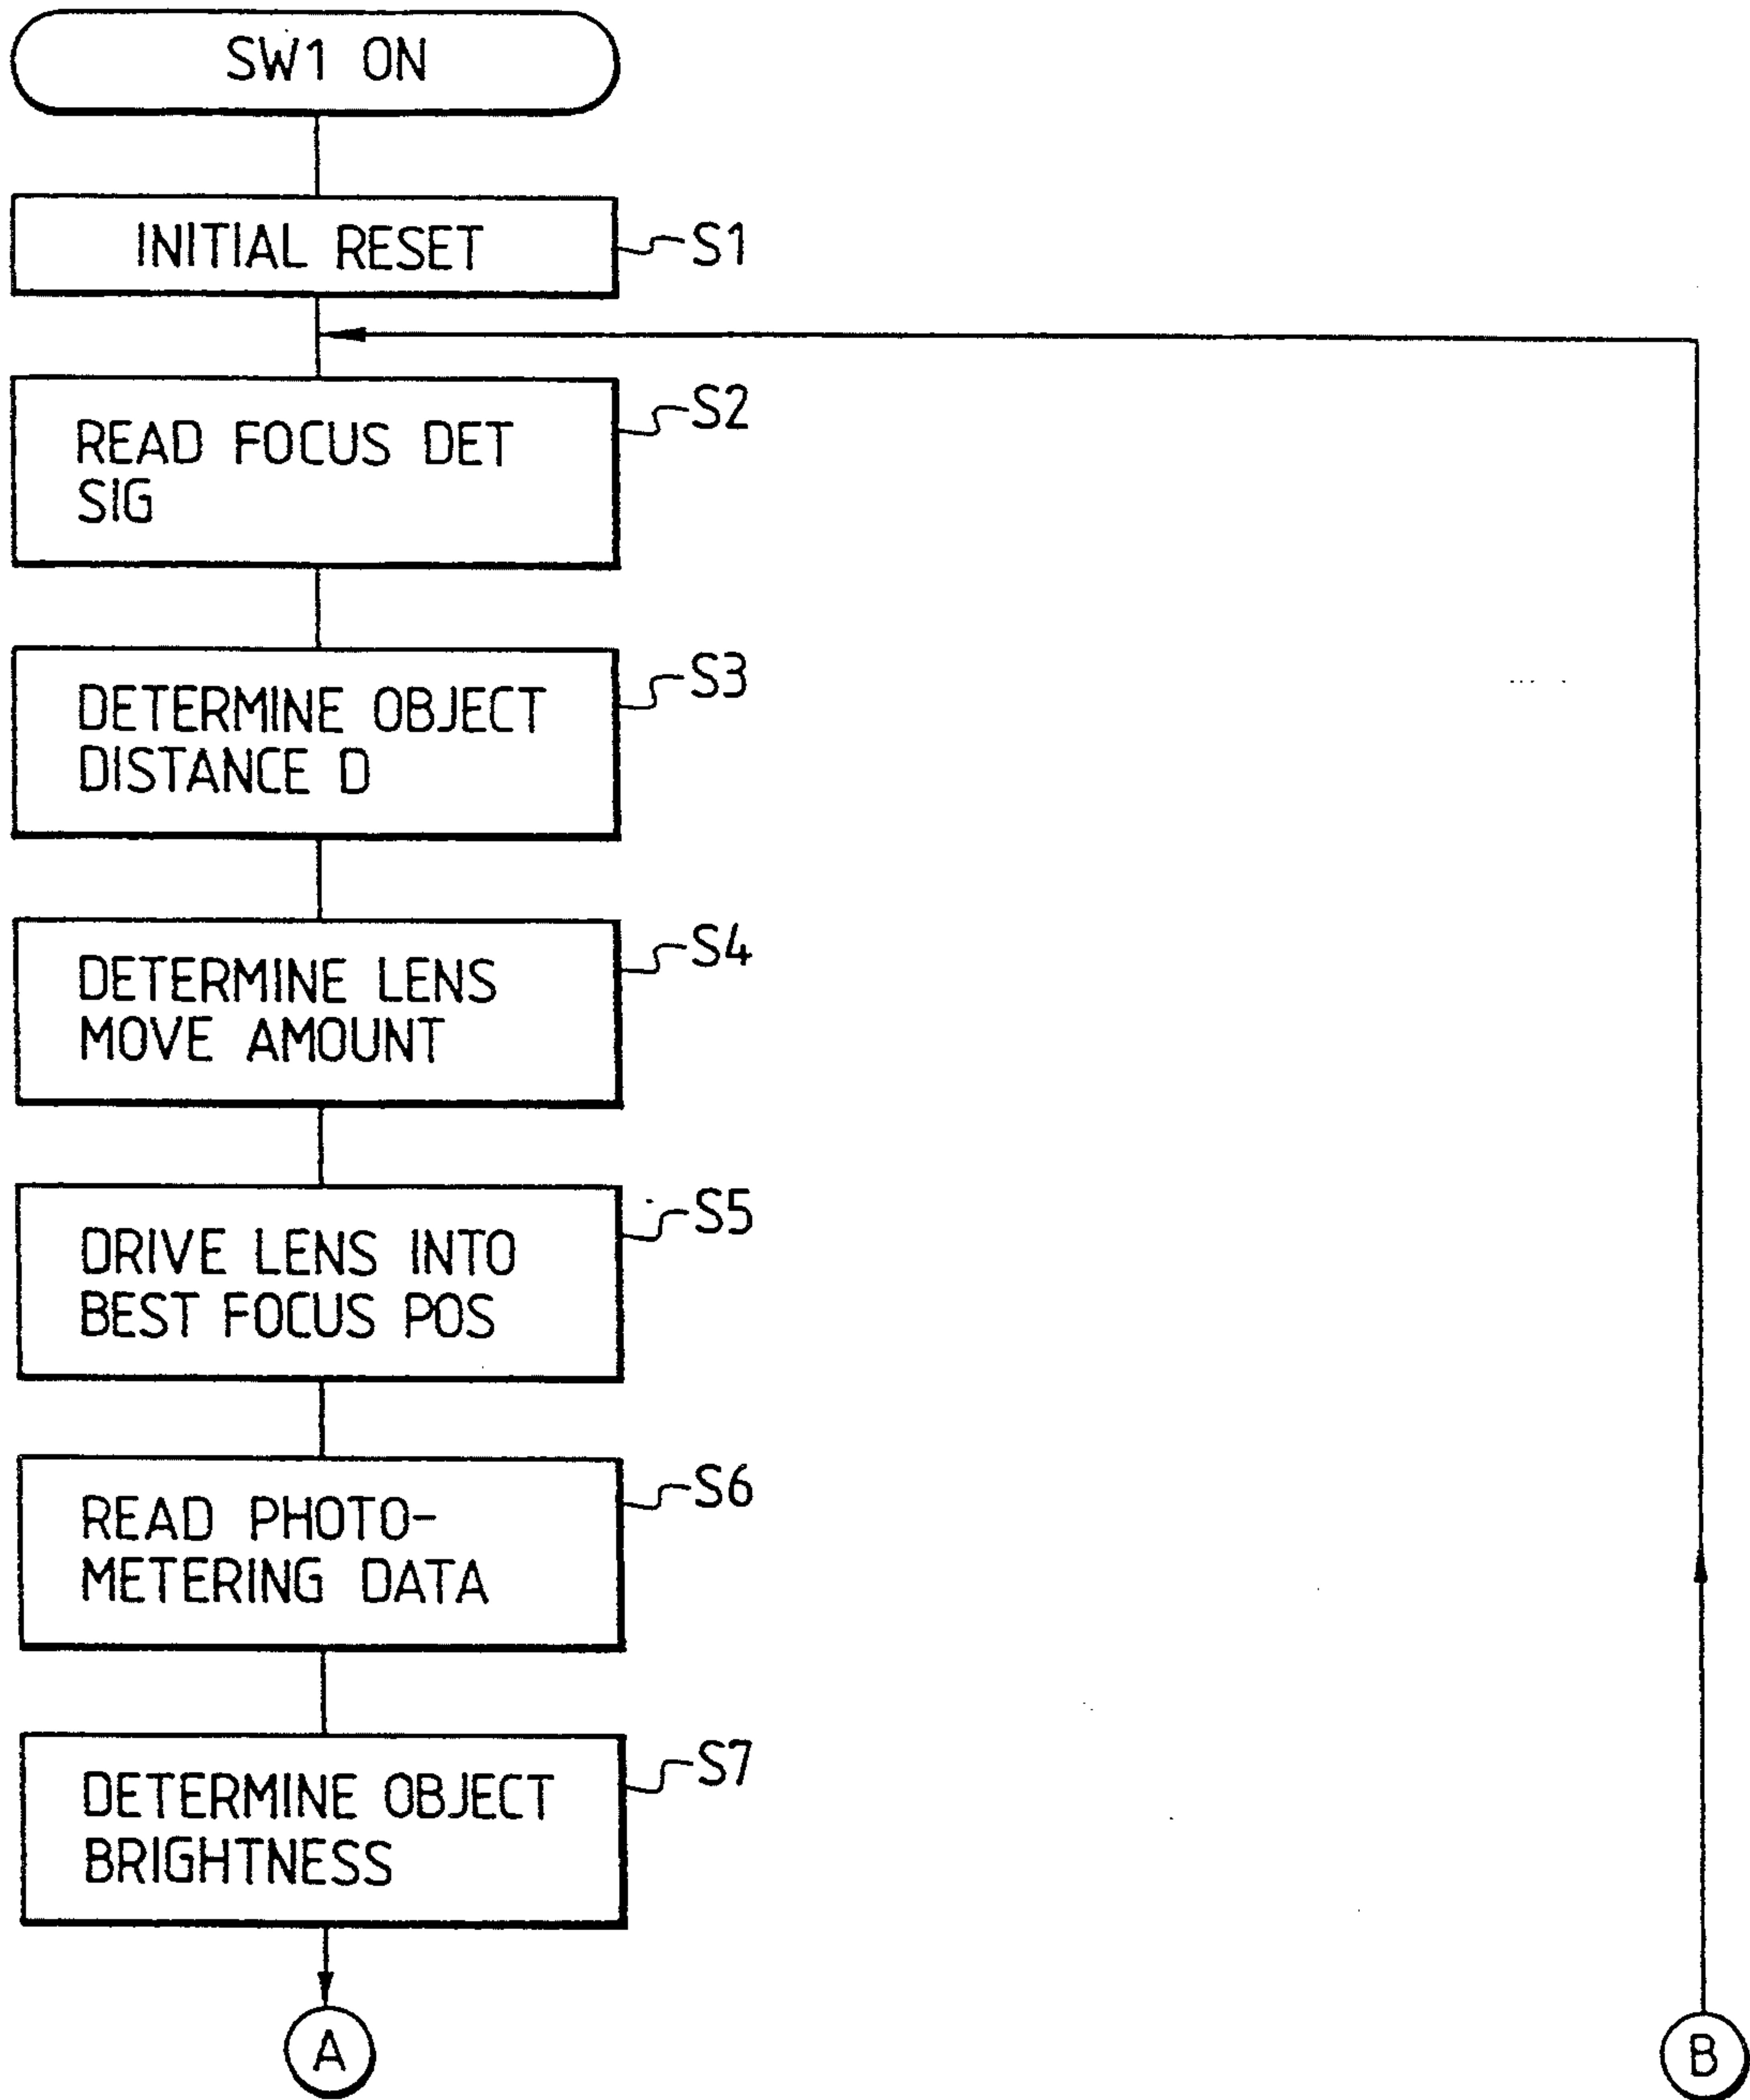 SW1 ON
INITIAL RESET
S1
READ FOCUS DET
SIG
S2
DETERMINE OBJECT
DISTANCE D
S3
DETERMINE LENS
MOVE AMOUNT
S4
DRIVE LENS INTO
BEST FOCUS POS
S5
READ PHOTO-
METERING DATA
S6
DETERMINE OBJECT
BRIGHTNESS
S7
A
B